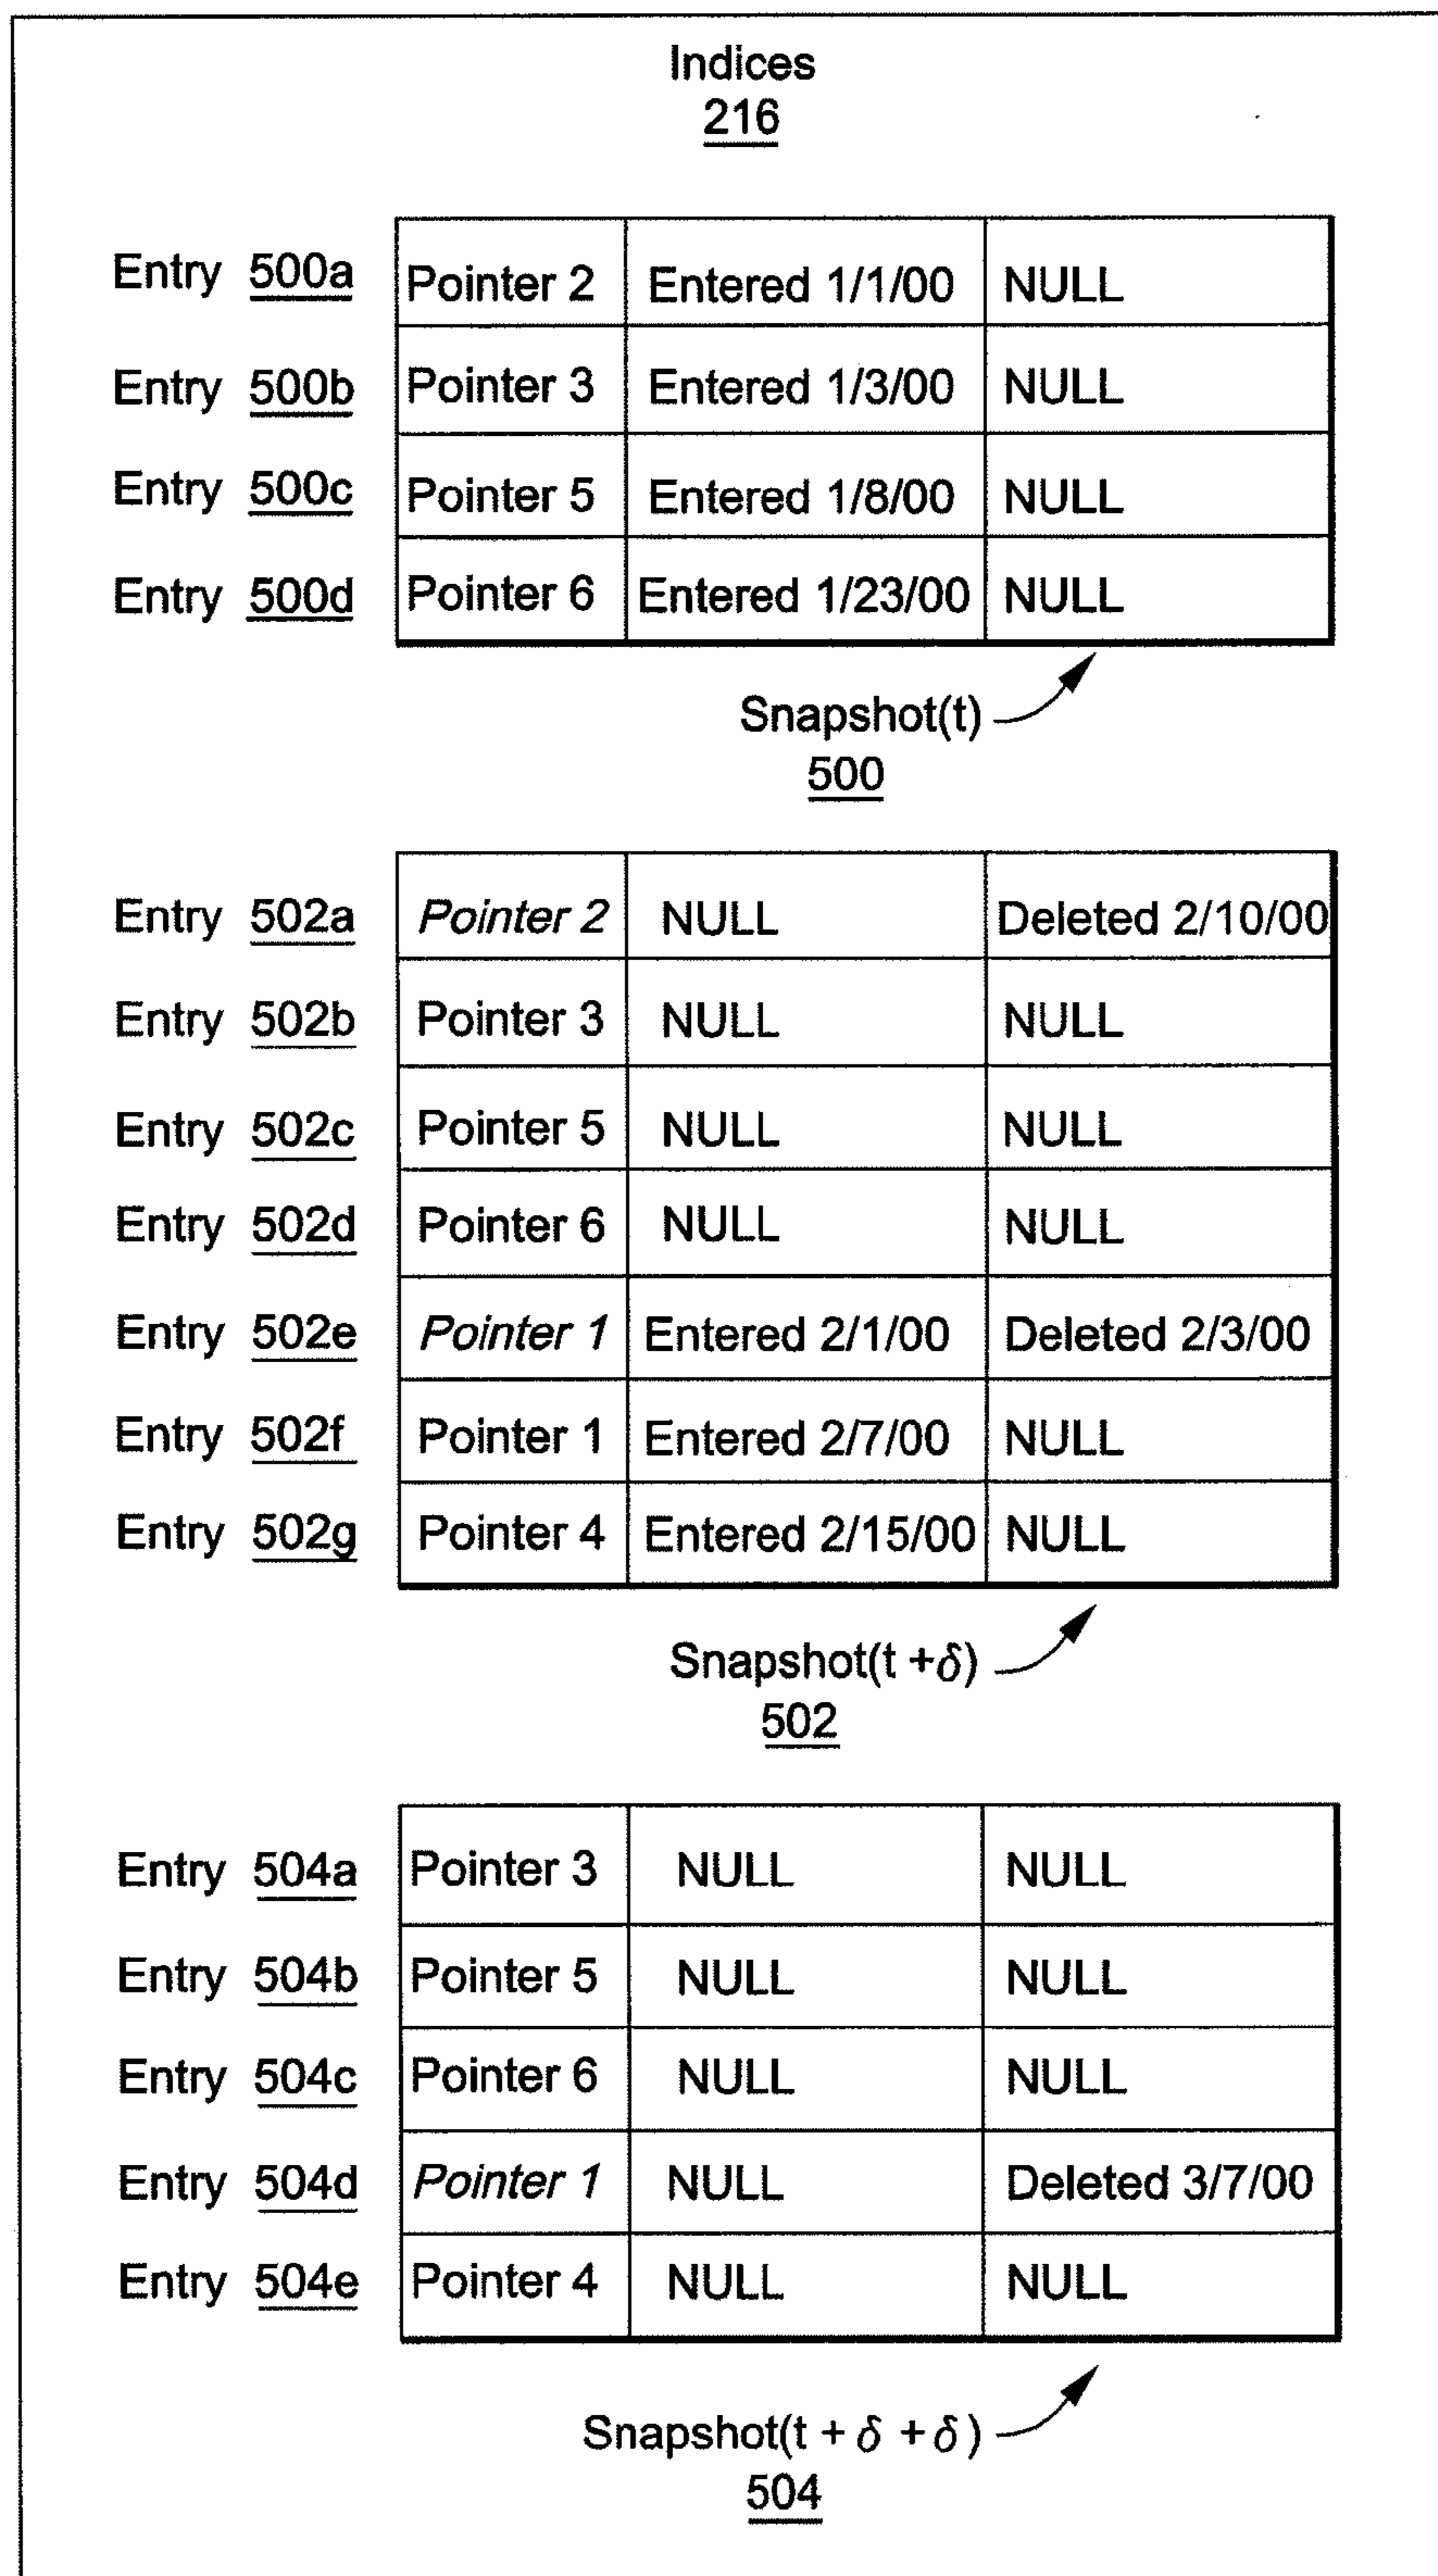 Indices
216
Entry 500a Pointer 2 Entered 1/1/00 NULL
Entry 500b Pointer 3 Entered 1/3/00 NULL
Entry 500c Pointer 5 Entered 1/8/00 NULL
Entry 500d Pointer 6 Entered 1/23/00 NULL
Snapshot(t)
500
Entry 502a Pointer 2 NULL Deleted 2/10/00
Entry 502b Pointer 3 NULL NULL
Entry 502c Pointer 5 NULL NULL
Entry 502d Pointer 6 NULL NULL
Entry 502e Pointer 1 Entered 2/1/00 Deleted 2/3/00
Entry 502f Pointer 1 Entered 2/7/00 NULL
Entry 502g Pointer 4 Entered 2/15/00 NULL
Snapshot(t +δ)
502
Entry 504a Pointer 3 NULL NULL
Entry 504b Pointer 5 NULL NULL
Entry 504c Pointer 6 NULL NULL
Entry 504d Pointer 1 NULL Deleted 3/7/00
Entry 504e Pointer 4 NULL NULL
Snapshot(t + δ + δ)
504